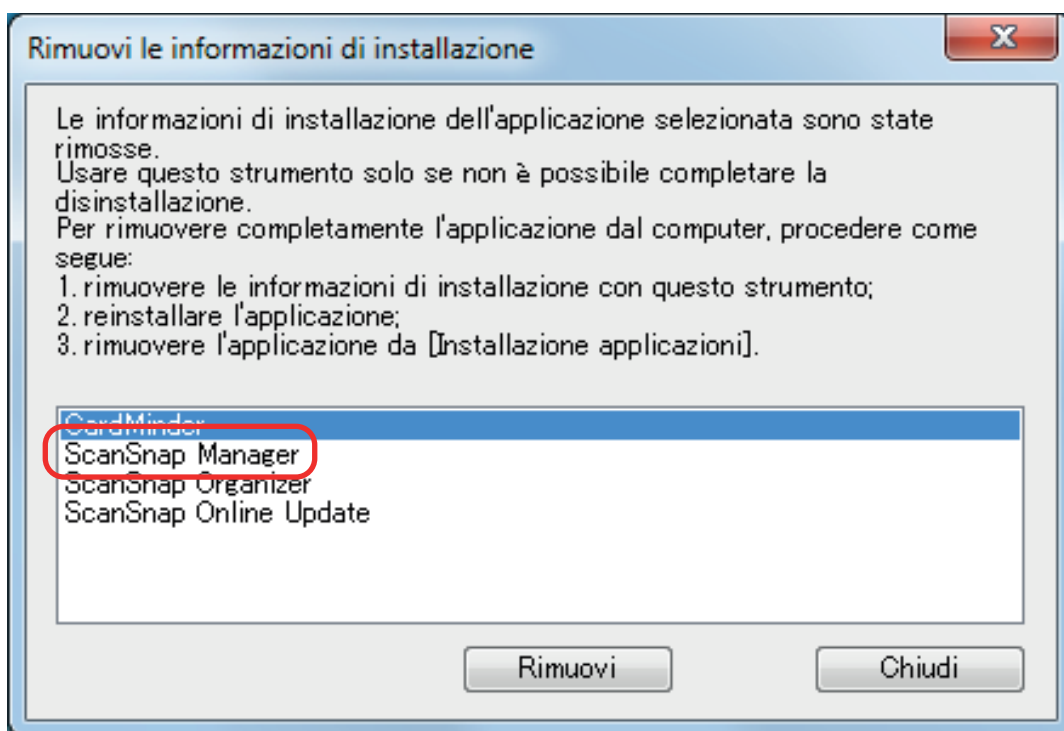 Rimuovi le informazioni di installazione
Le informazioni di installazione dell'applicazione selezionata sono state
rimosse.
Usare questo strumento solo se non è possibile completare la
disinstallazione.
Per rimuovere completamente l'applicazione dal computer, procedere come
segue:
1. rimuovere le informazioni di installazione con questo strumento;
2. reinstallare l'applicazione;
3. rimuovere l'applicazione da [Installazione applicazioni].
CardMinder
ScanSnap Manager
ScanSnap Organizer
ScanSnap Online Update
Rimuovi
Chiudi